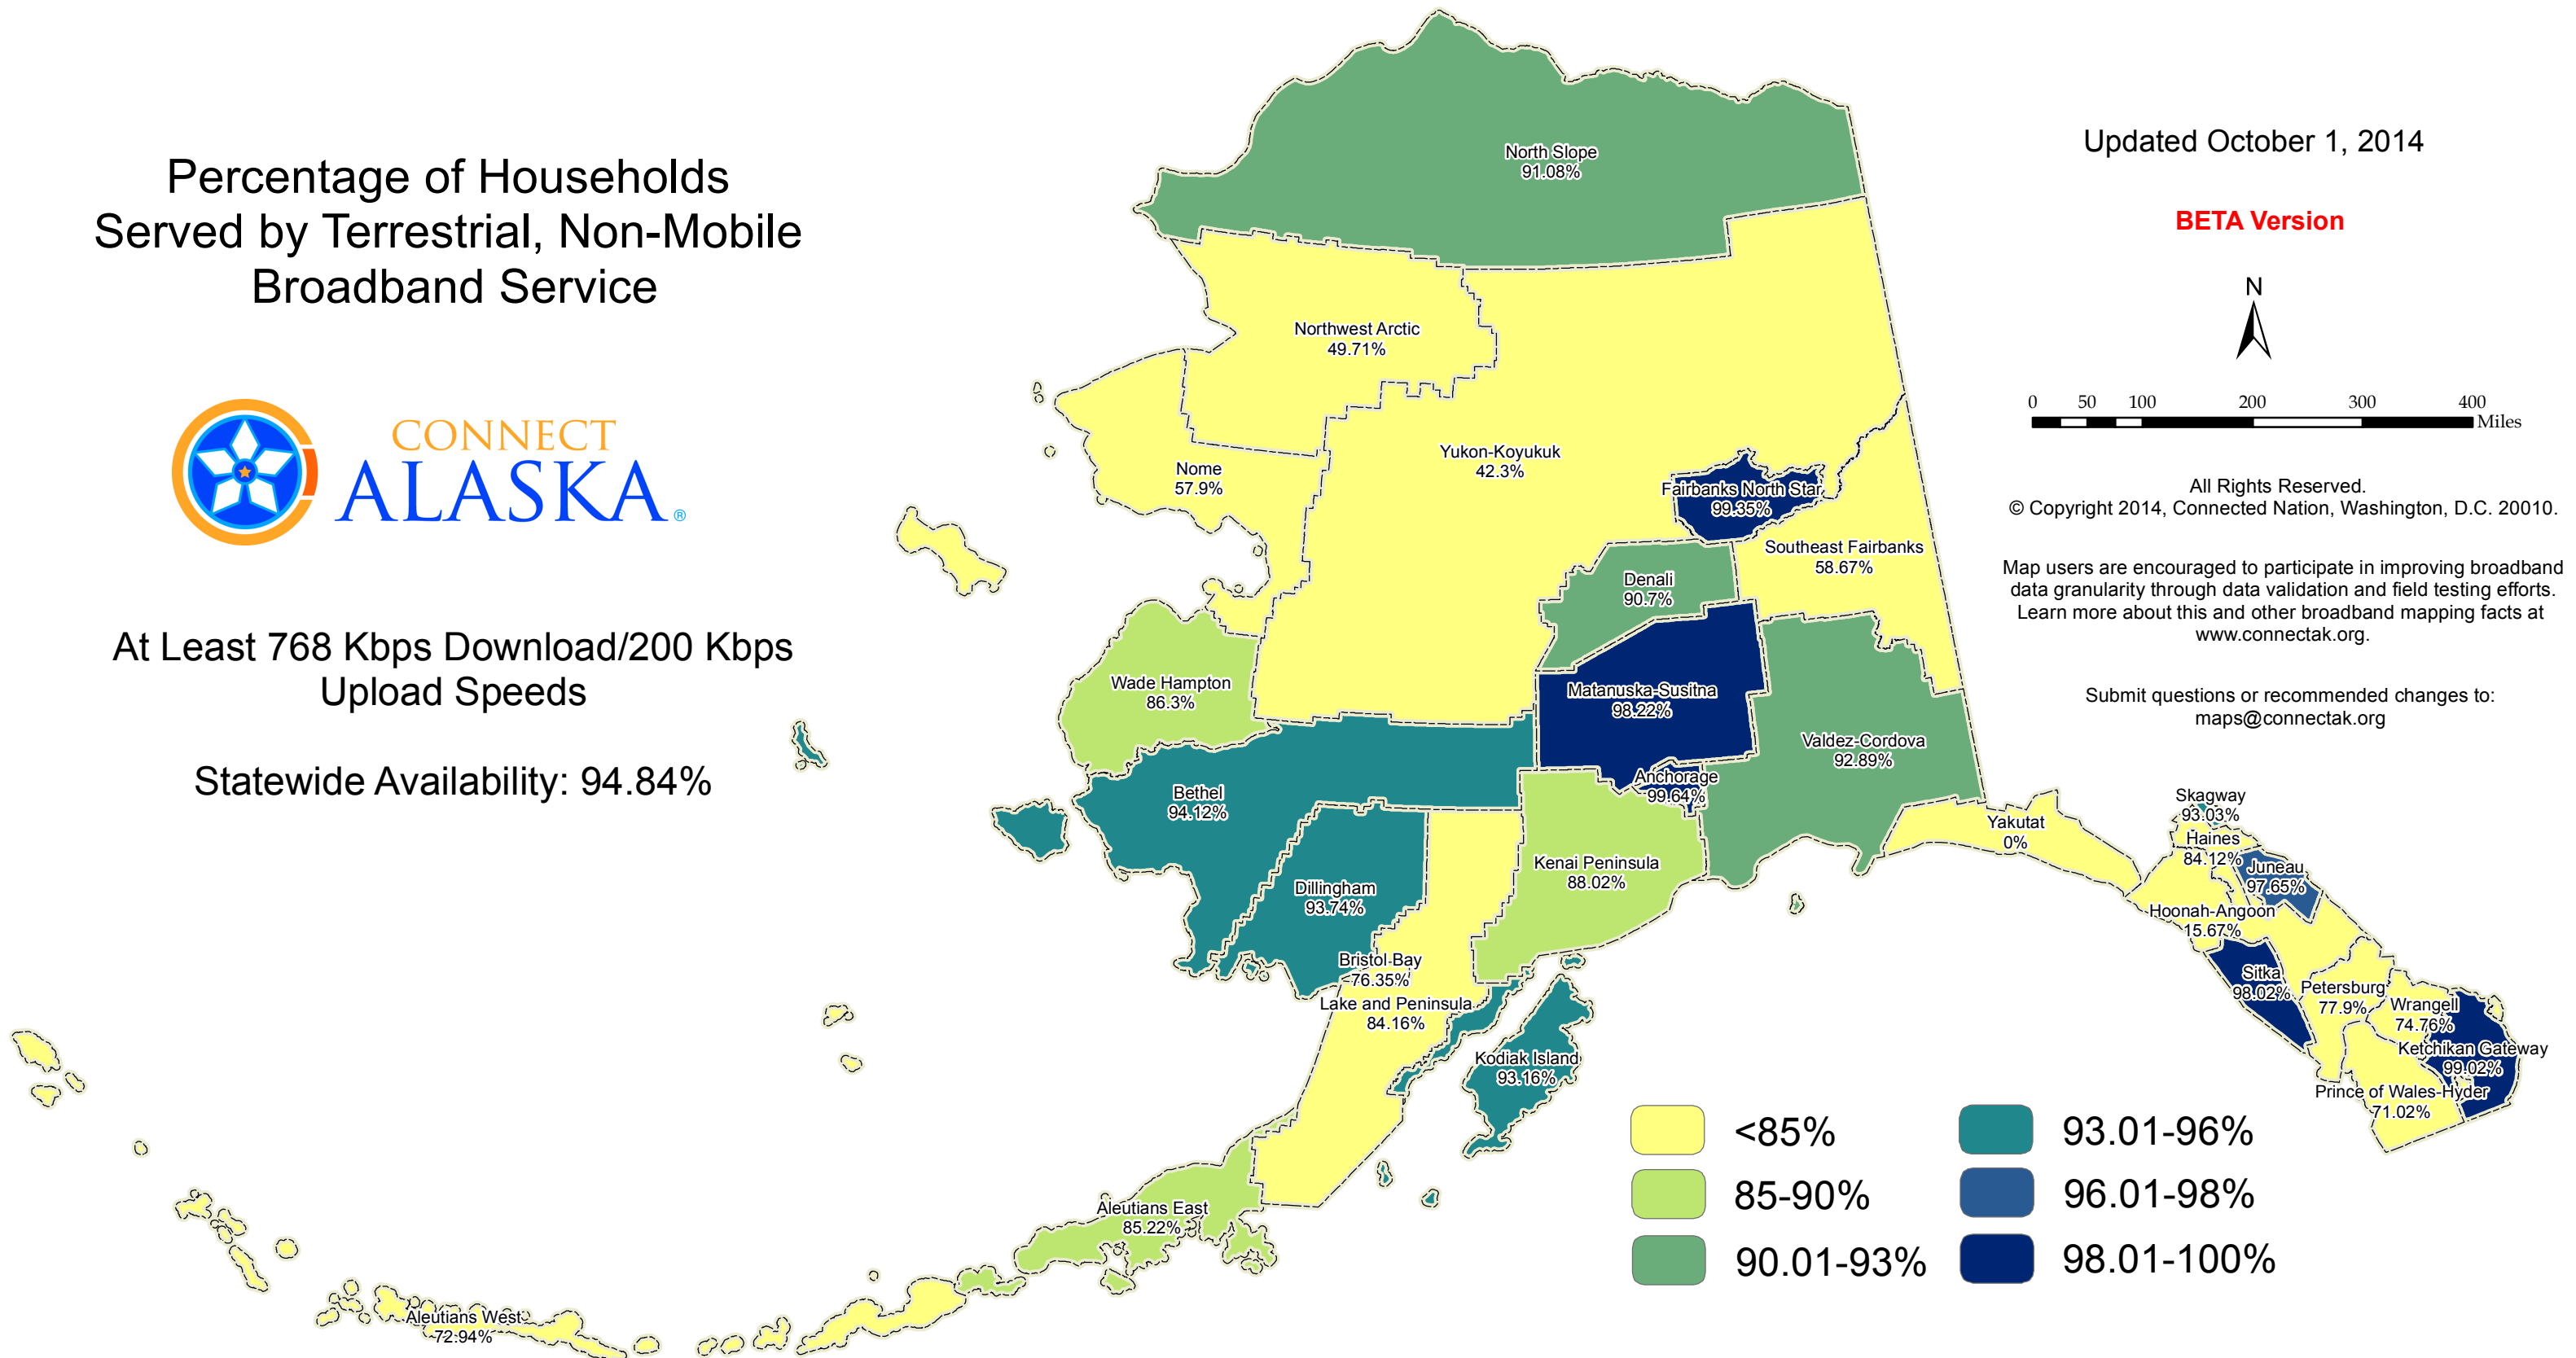 Percentage of Households
Served by Terrestrial, Non-Mobile
Broadband Service
CONNECT
ALASKA®
At Least 768 Kbps Download/200 Kbps
Upload Speeds
Statewide Availability: 94.84%
Updated October 1, 2014
BETA Version
N
0 50 100 200 300 400
Miles
All Rights Reserved.
© Copyright 2014, Connected Nation, Washington, D.C. 20010.
Map users are encouraged to participate in improving broadband
data granularity through data validation and field testing efforts.
Learn more about this and other broadband mapping facts at
www.connectak.org.
Submit questions or recommended changes to:
maps@connectak.org
North Slope
91.08%
Northwest Arctic
49.71%
Nome
57.9%
Yukon-Koyukuk
42.3%
Fairbanks North Star
99.35%
Southeast Fairbanks
58.67%
Denali
90.7%
Wade Hampton
86.3%
Matanuska-Susitna
98.22%
Valdez-Cordova
92.89%
Anchorage
99.64%
Bethel
94.12%
Dillingham
93.74%
Kenai Peninsula
88.02%
Bristol Bay
76.35%
Lake and Peninsula
84.16%
Kodiak Island
93.16%
Aleutians East
85.22%
Aleutians West
72.94%
Yakutat
0%
Skagway
93.03%
Haines
84.12%
Juneau
97.65%
Hoonah-Angoon
15.67%
Sitka
98.02%
Petersburg
77.9%
Wrangell
74.76%
Ketchikan Gateway
99.02%
Prince of Wales-Hyder
71.02%
<85%
85-90%
90.01-93%
93.01-96%
96.01-98%
98.01-100%